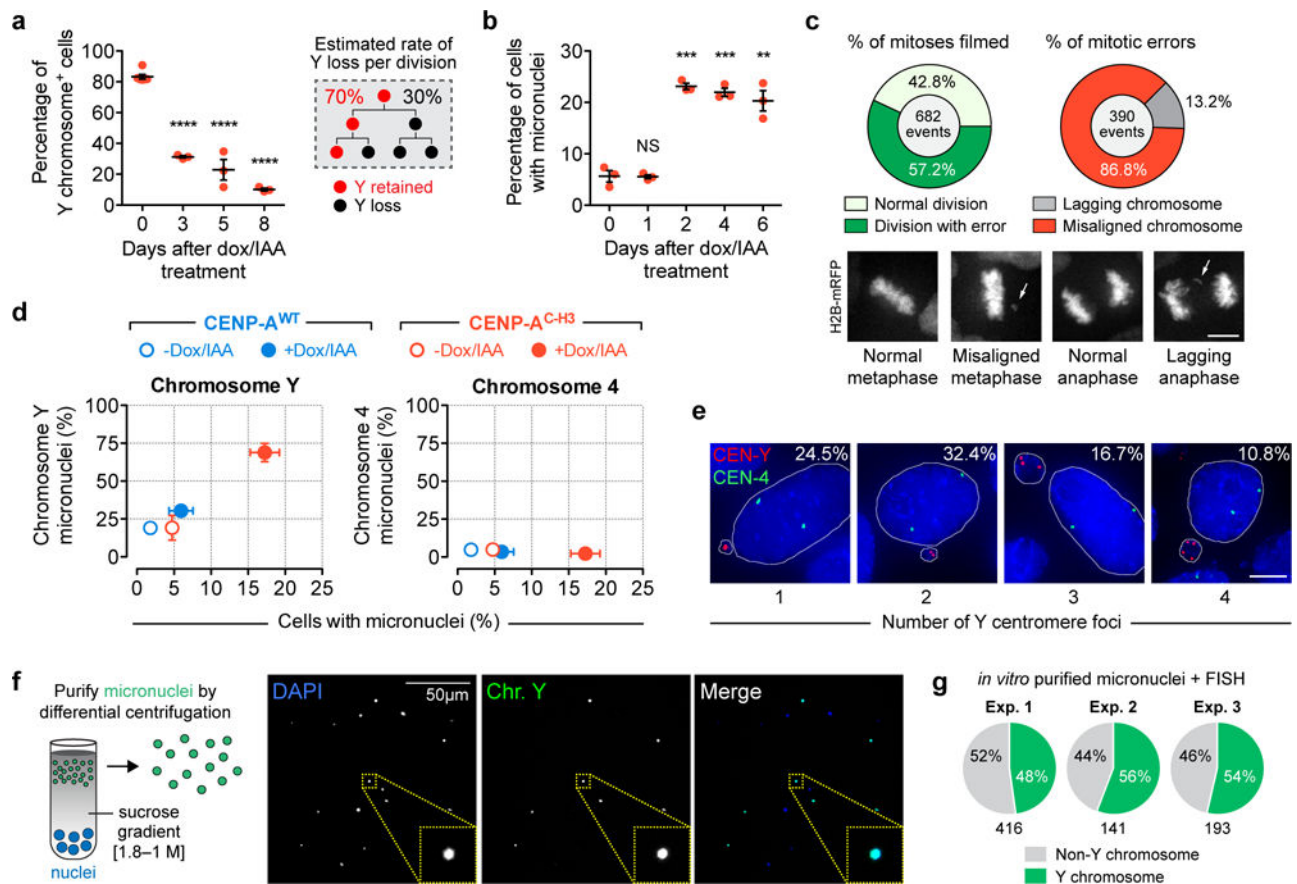 a
Percentage of
Y chromosome+ cells
100
80
60
40
20
0
****
****
****
0 3 5 8
Days after dox/IAA
treatment
Estimated rate of
Y loss per division
70% 30%
Y retained
Y loss
b
Percentage of cells
with micronuclei
30
20
10
0
NS
***
***
**
0 1 2 4 6
Days after dox/IAA
treatment
c
% of mitoses filmed
42.8%
682
events
57.2%
Normal division
Division with error
% of mitotic errors
13.2%
390
events
86.8%
Lagging chromosome
Misaligned chromosome
H2B-mRFP
Normal
metaphase
Misaligned
metaphase
Normal
anaphase
Lagging
anaphase
d
CENP-AWT
-Dox/IAA +Dox/IAA
CENP-AC-H3
-Dox/IAA +Dox/IAA
Chromosome Y
Chromosome Y
micronuclei (%)
100
75
50
25
0
0 5 10 15 20 25
Chromosome 4
Chromosome 4
micronuclei (%)
100
75
50
25
0
0 5 10 15 20 25
Cells with micronuclei (%)
e
CEN-Y
CEN-4
24.5%
32.4%
16.7%
10.8%
1 2 3 4
Number of Y centromere foci
f
Purify micronuclei by
differential centrifugation
sucrose
gradient
[1.8–1 M]
nuclei
DAPI
50µm
Chr. Y
Merge
g
in vitro purified micronuclei + FISH
Exp. 1
52%
48%
416
Exp. 2
44%
56%
141
Exp. 3
46%
54%
193
Non-Y chromosome
Y chromosome